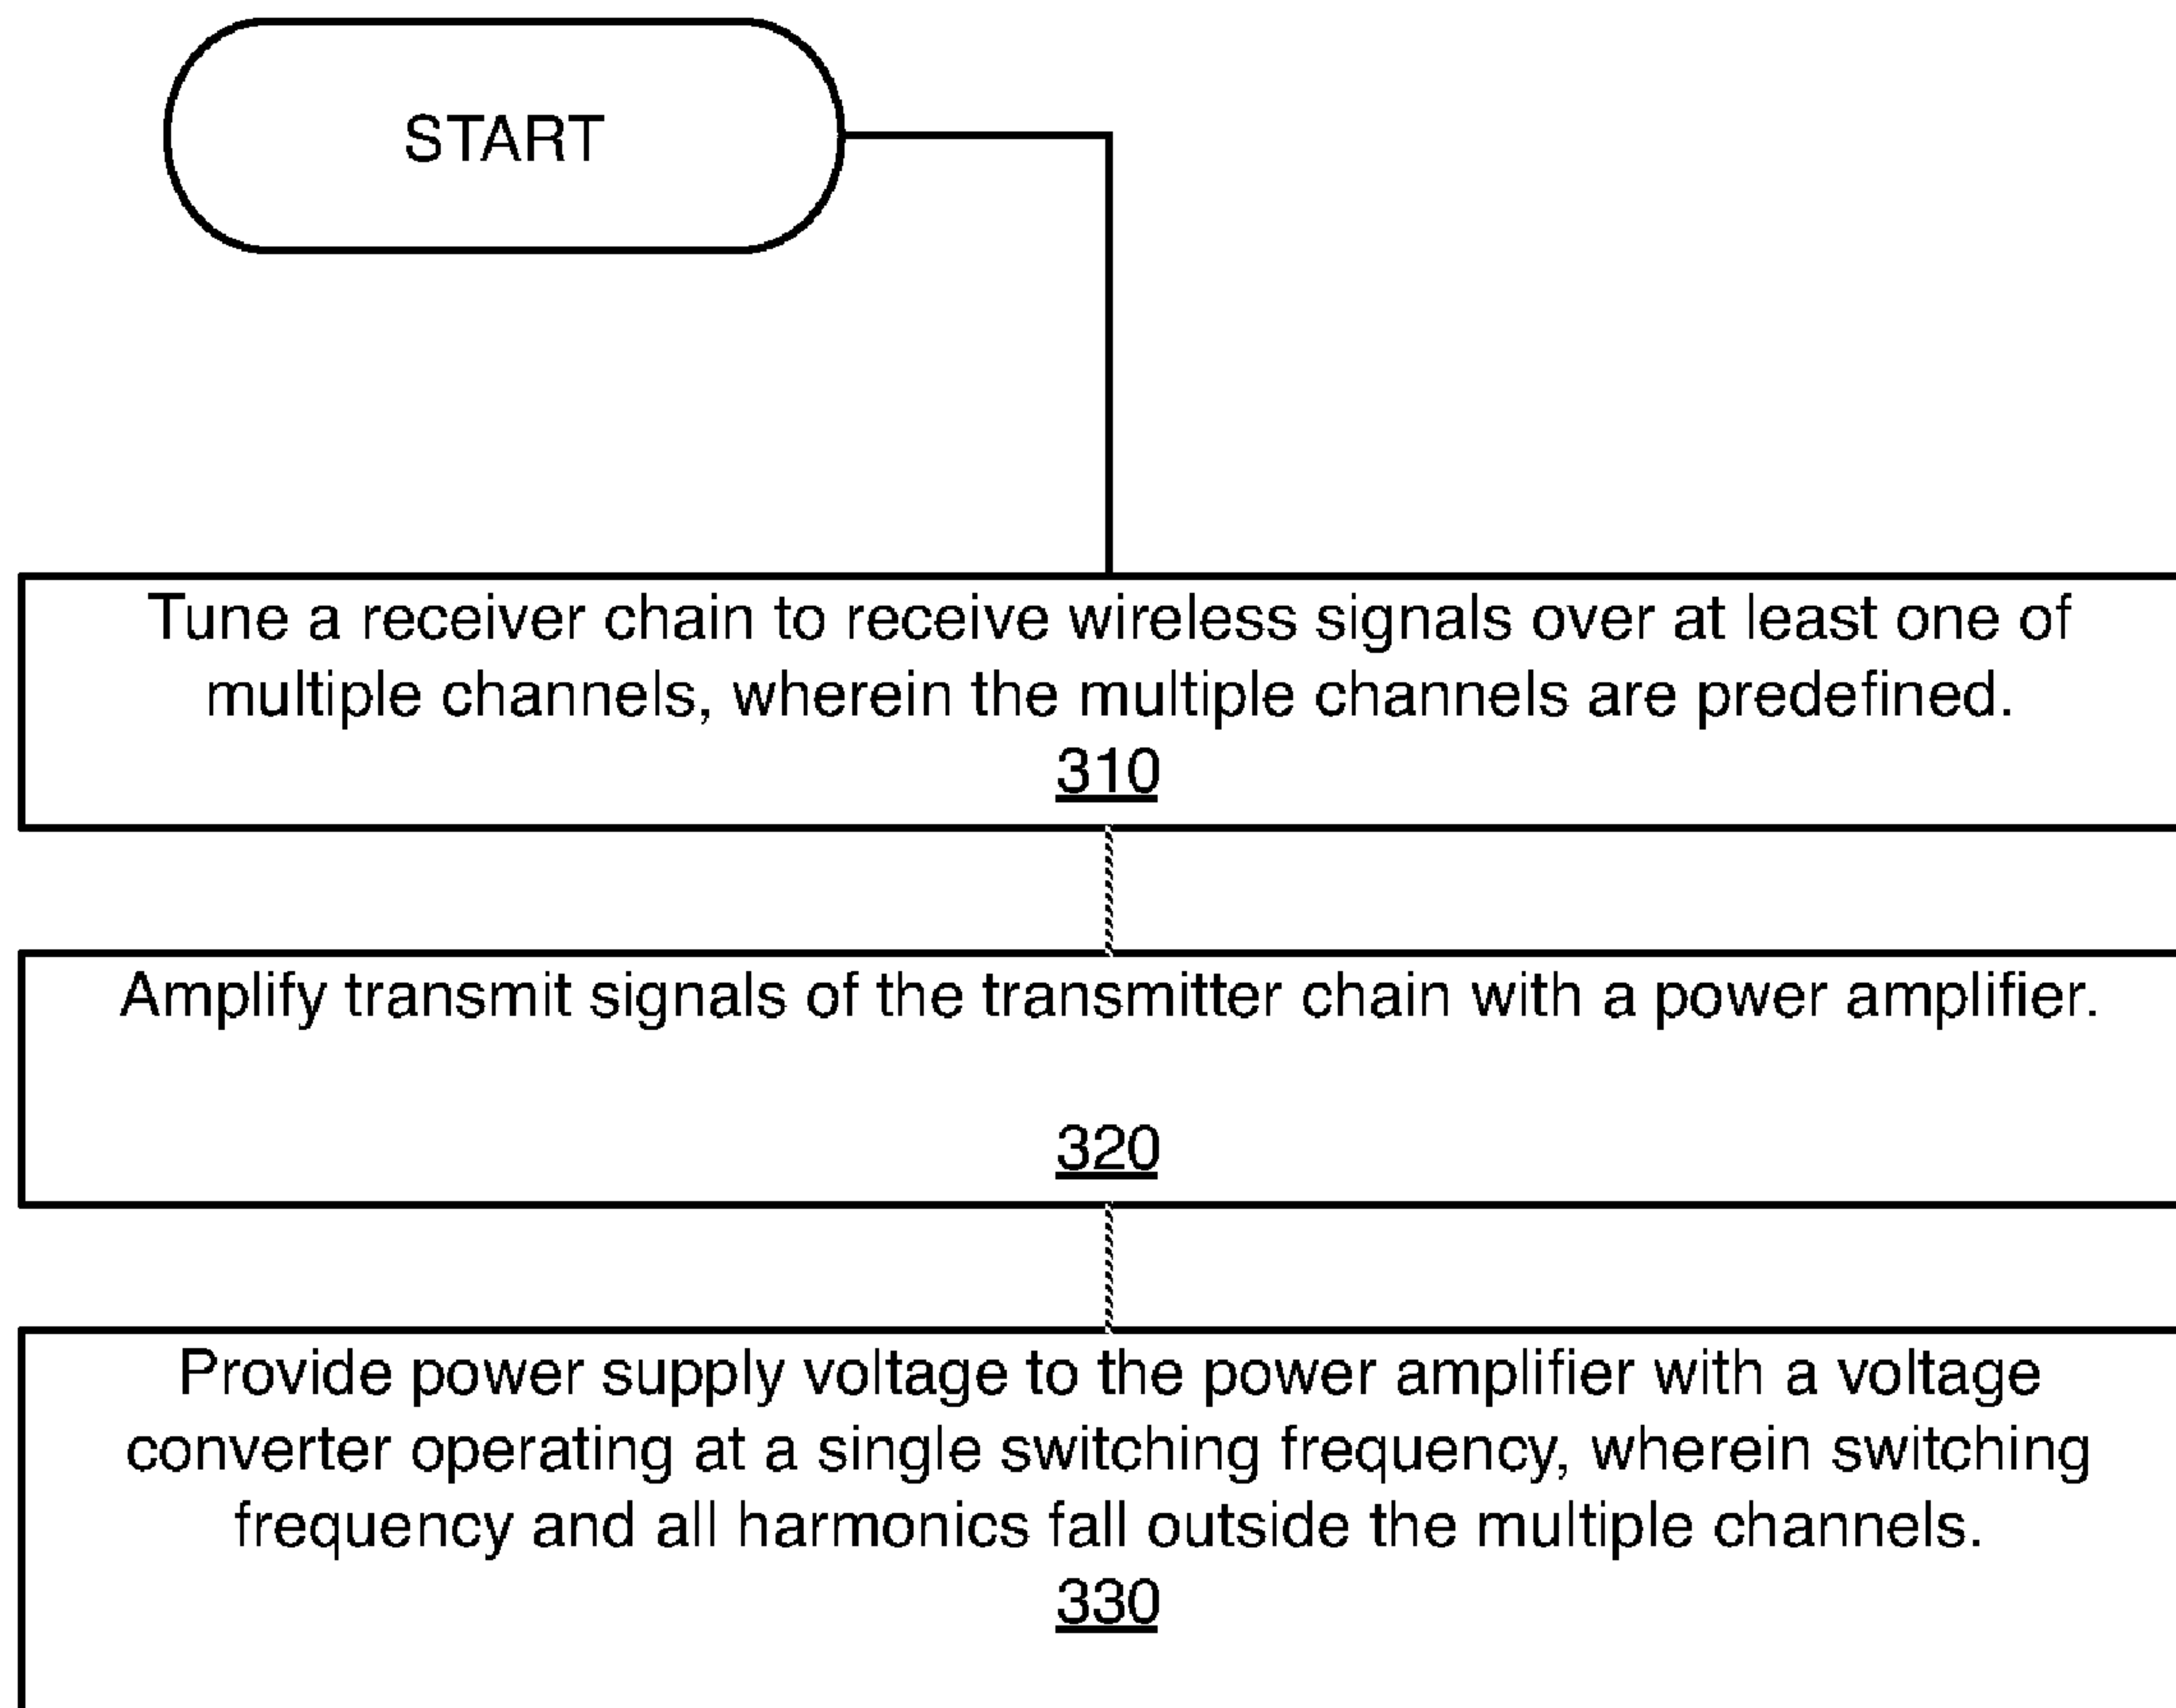 START
Tune a receiver chain to receive wireless signals over at least one of
multiple channels, wherein the multiple channels are predefined.
310
Amplify transmit signals of the transmitter chain with a power amplifier.
320
Provide power supply voltage to the power amplifier with a voltage
converter operating at a single switching frequency, wherein switching
frequency and all harmonics fall outside the multiple channels.
330